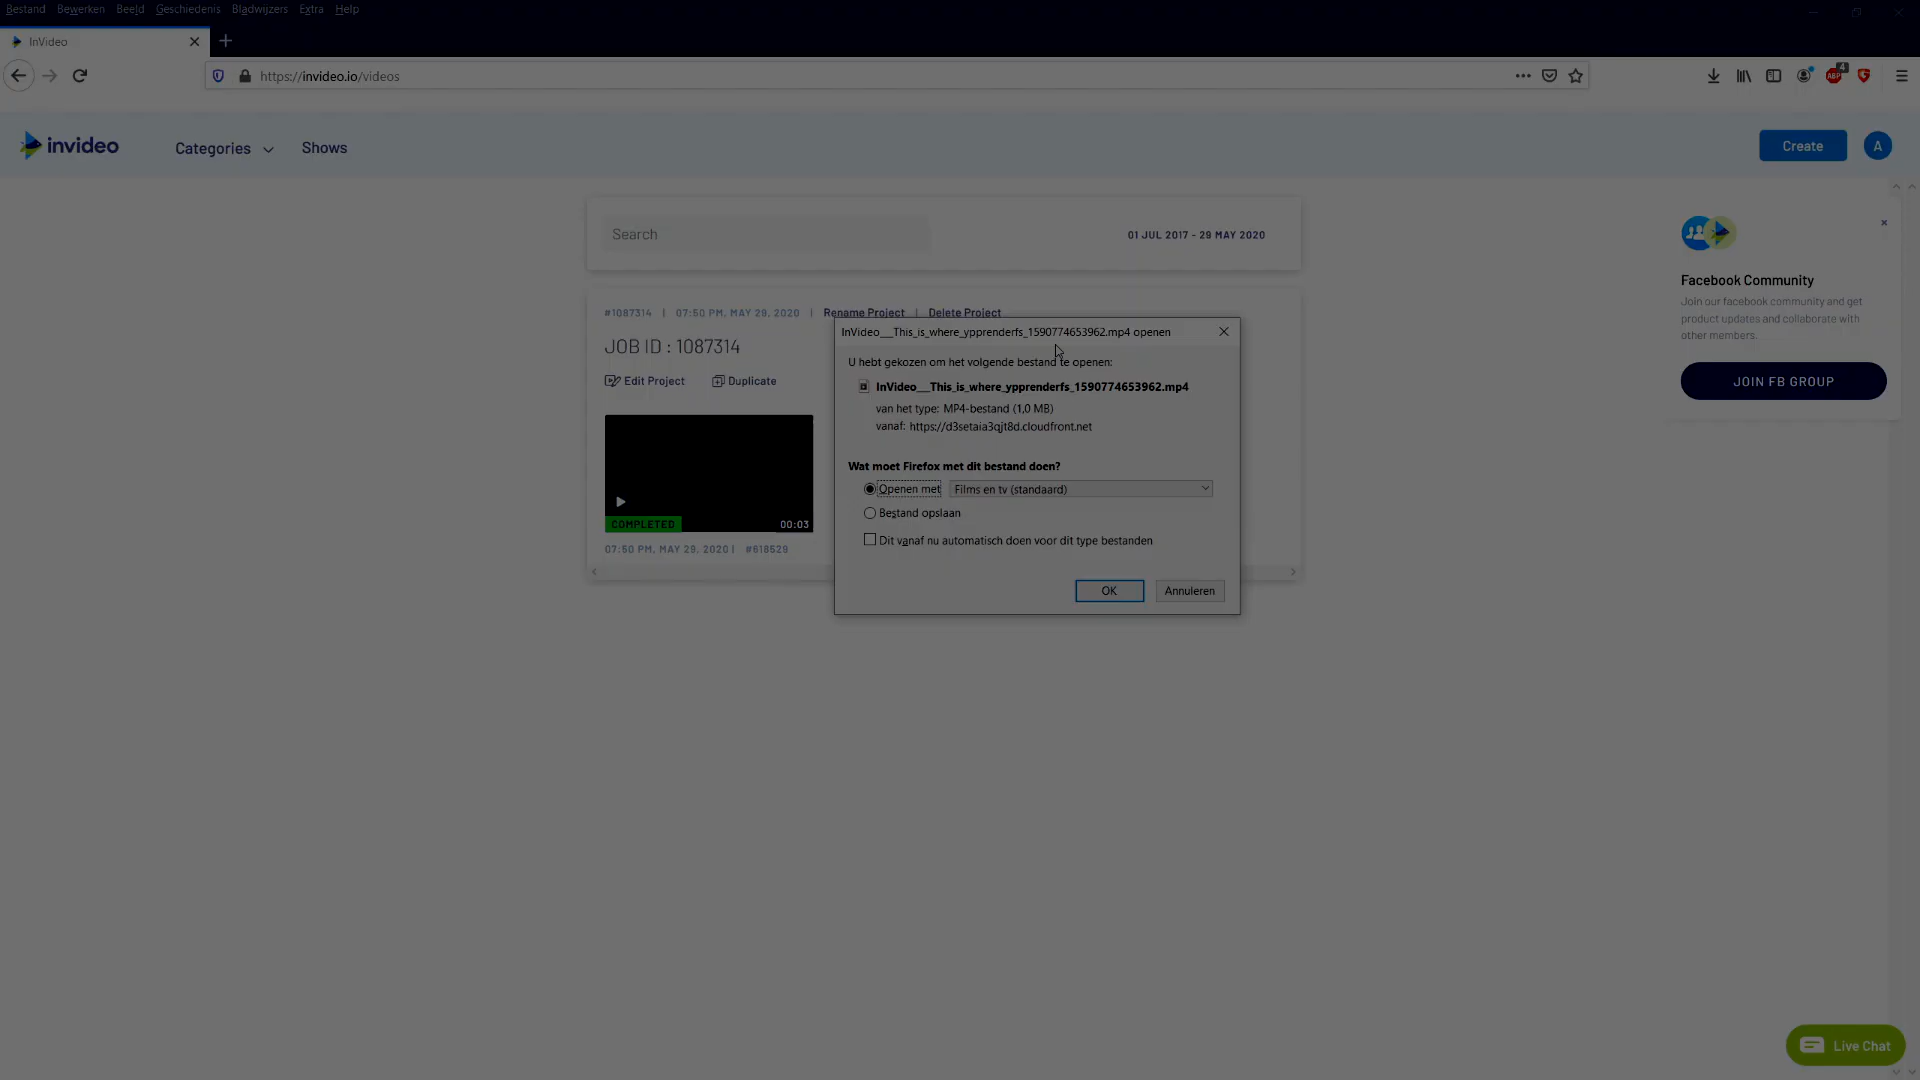 Bestand Bewerken Beeld Geschiedenis Bladwijzers Extra Help
InVideo
https://invideo.io/videos
ABP 4
invideo Categories Shows Create A
Search 01 JUL 2017 - 29 MAY 2020
Facebook Community
Join our facebook community and get
product updates and collaborate with
other members.
JOIN FB GROUP
#1087314 | 07:50 PM, MAY 29, 2020 | Rename Project | Delete Project
JOB ID : 1087314
Edit Project Duplicate
COMPLETED 00:03
07:50 PM, MAY 29, 2020 | #618529
InVideo__This_is_where_ypprenderfs_1590774653962.mp4 openen
U hebt gekozen om het volgende bestand te openen:
InVideo__This_is_where_ypprenderfs_1590774653962.mp4
van het type: MP4-bestand (1,0 MB)
vanaf: https://d3setaia3qjt8d.cloudfront.net
Wat moet Firefox met dit bestand doen?
Openen met Films en tv (standaard)
Bestand opslaan
Dit vanaf nu automatisch doen voor dit type bestanden
OK Annuleren
Live Chat